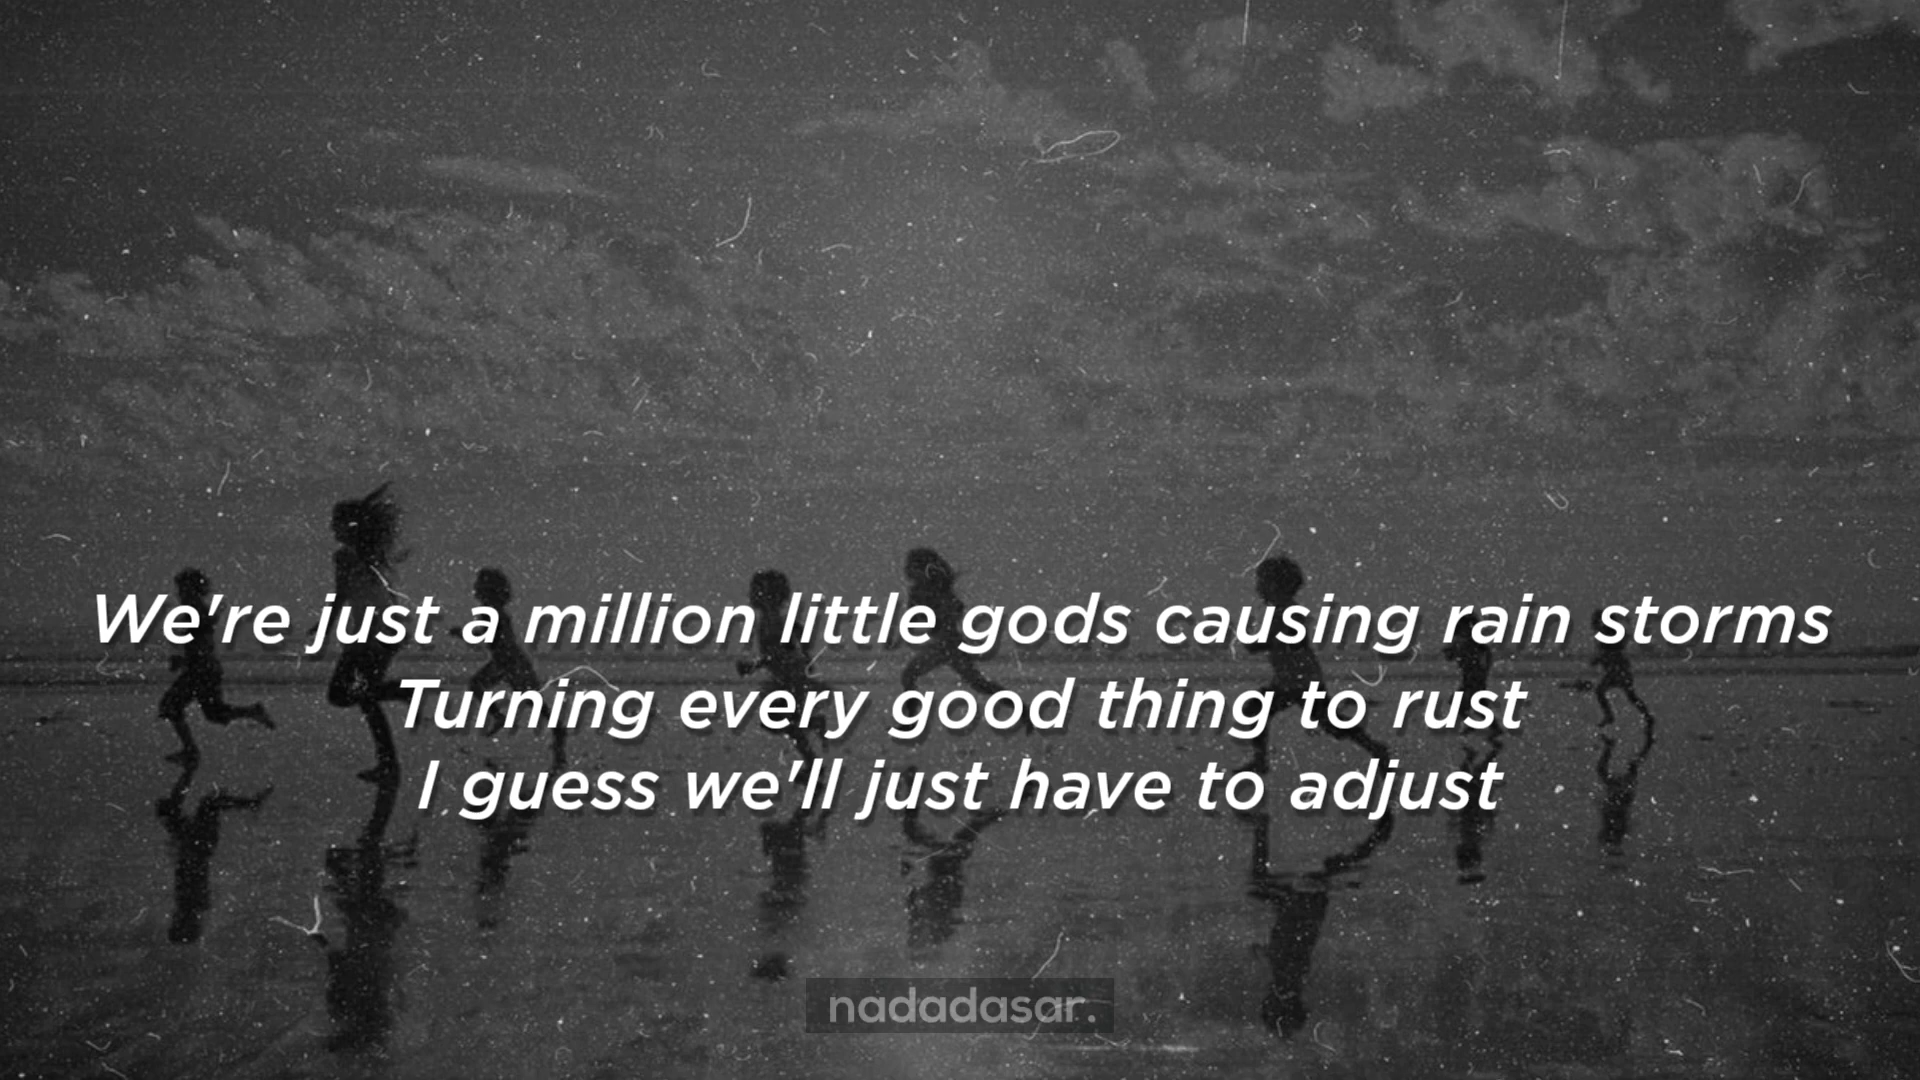 We're just a million little gods causing rain storms
Turning every good thing to rust
I guess we'll just have to adjust
nadadasar.